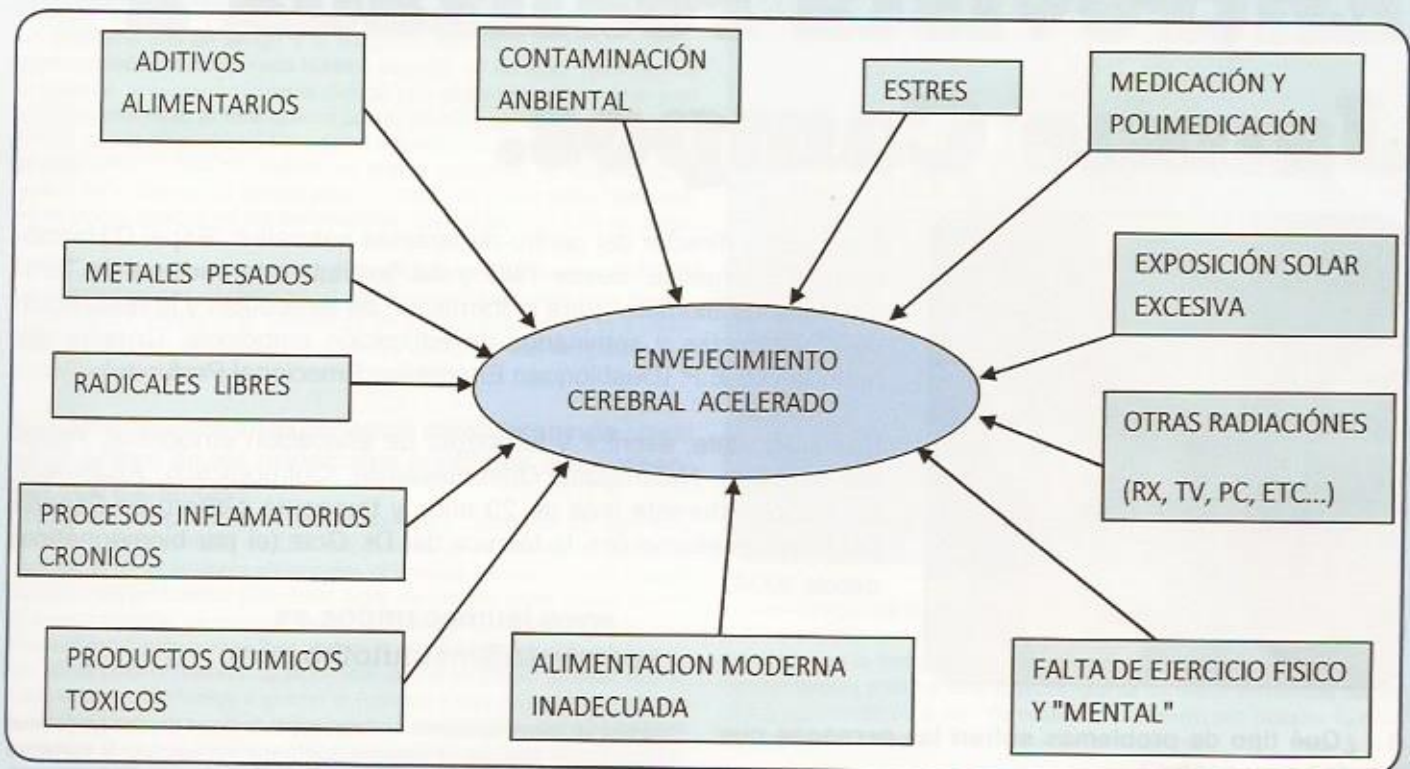 ADITIVOS
ALIMENTARIOS
CONTAMINACIÓN
ANBIENTAL
ESTRES
MEDICACIÓN Y
POLIMEDICACIÓN
METALES PESADOS
EXPOSICIÓN SOLAR
EXCESIVA
RADICALES LIBRES
ENVEJECIMIENTO
CEREBRAL ACELERADO
OTRAS RADIACIÓNES
(RX, TV, PC, ETC...)
PROCESOS INFLAMATORIOS
CRONICOS
PRODUCTOS QUIMICOS
TOXICOS
ALIMENTACION MODERNA
INADECUADA
FALTA DE EJERCICIO FISICO
Y "MENTAL"